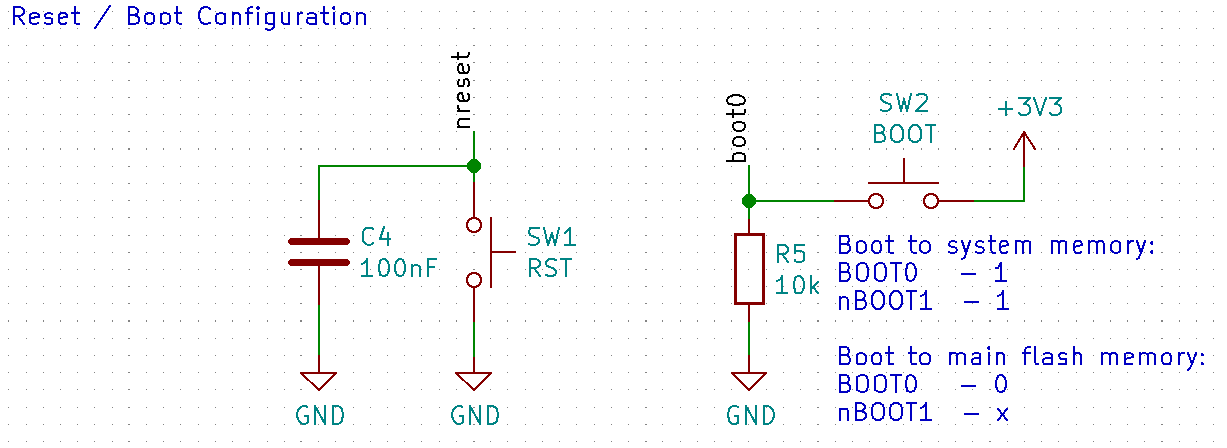 Reset / Boot Configuration
nreset
C4
100nF
SW1
RST
GND
GND
boot0
SW2
BOOT
+3V3
R5
10k
GND
Boot to system memory:
BOOT0 - 1
nBOOT1 - 1
Boot to main flash memory:
BOOT0 - 0
nBOOT1 - x